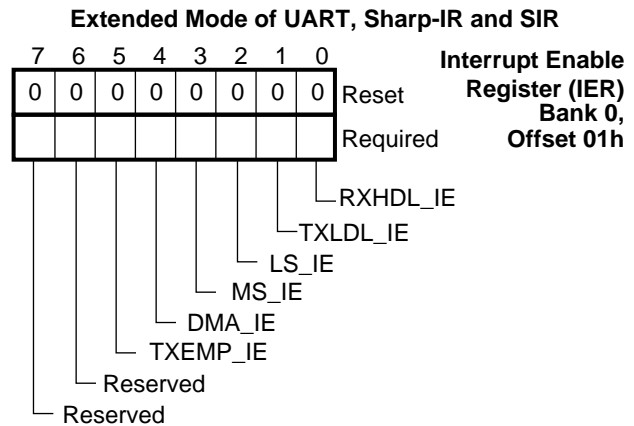 Extended Mode of UART, Sharp-IR and SIR
7 6 5 4 3 2 1 0
Interrupt Enable
Register (IER)
Bank 0,
Offset 01h
0 0 0 0 0 0 0 0 Reset
Required
RXHDL_IE
TXLDL_IE
LS_IE
MS_IE
DMA_IE
TXEMP_IE
Reserved
Reserved